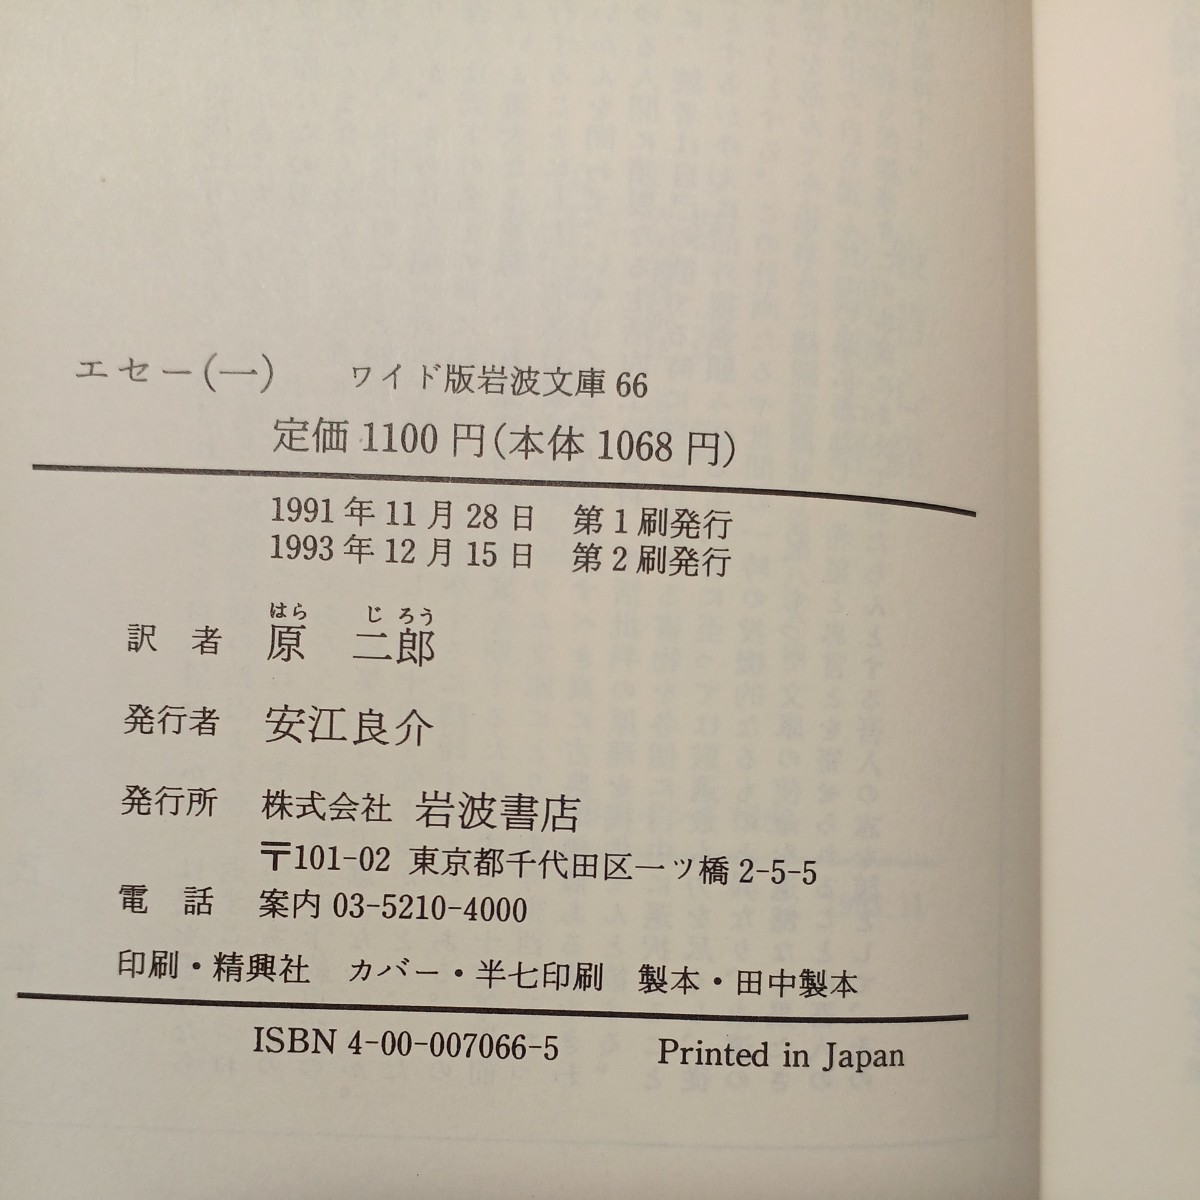 エセー(一) ワイド版岩波文庫 66
定価 1100 円(本体 1068 円)
1991 年 11 月 28 日 第 1 刷発行
1993 年 12 月 15 日 第 2 刷発行
はら じろう
訳者 原 二郎
発行者 安江良介
発行所 株式会社 岩波書店
〒101-02 東京都千代田区一ツ橋 2-5-5
電話 案内 03-5210-4000
印刷・精興社 カバー・半七印刷 製本・田中製本
ISBN 4-00-007066-5 Printed in Japan